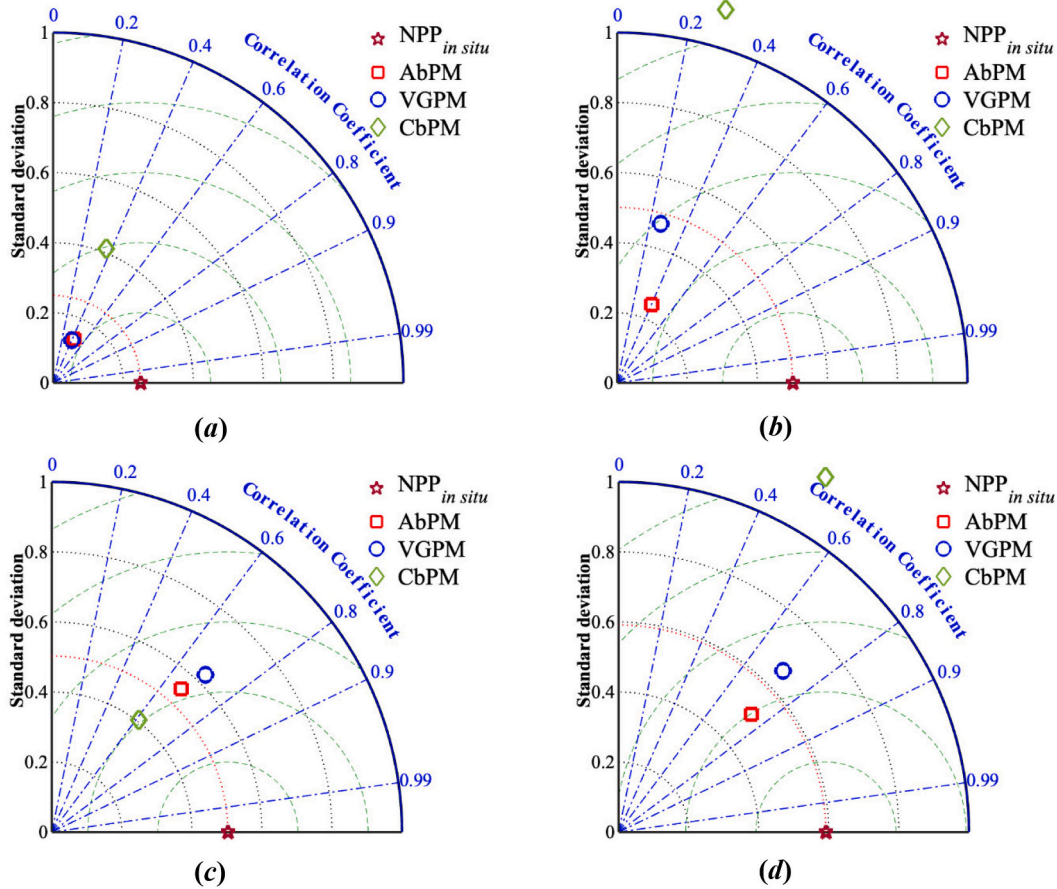 0
0.2
0.4
0.6
0.8
0.9
0.99
Correlation Coefficient
NPP in situ
AbPM
VGPM
CbPM
Standard deviation
1
0.8
0.6
0.4
0.2
0
(a)
0
0.2
0.4
0.6
0.8
0.9
0.99
Correlation Coefficient
NPP in situ
AbPM
VGPM
CbPM
Standard deviation
1
0.8
0.6
0.4
0.2
0
(b)
0
0.2
0.4
0.6
0.8
0.9
0.99
Correlation Coefficient
NPP in situ
AbPM
VGPM
CbPM
Standard deviation
1
0.8
0.6
0.4
0.2
0
(c)
0
0.2
0.4
0.6
0.8
0.9
0.99
Correlation Coefficient
NPP in situ
AbPM
VGPM
CbPM
Standard deviation
1
0.8
0.6
0.4
0.2
0
(d)